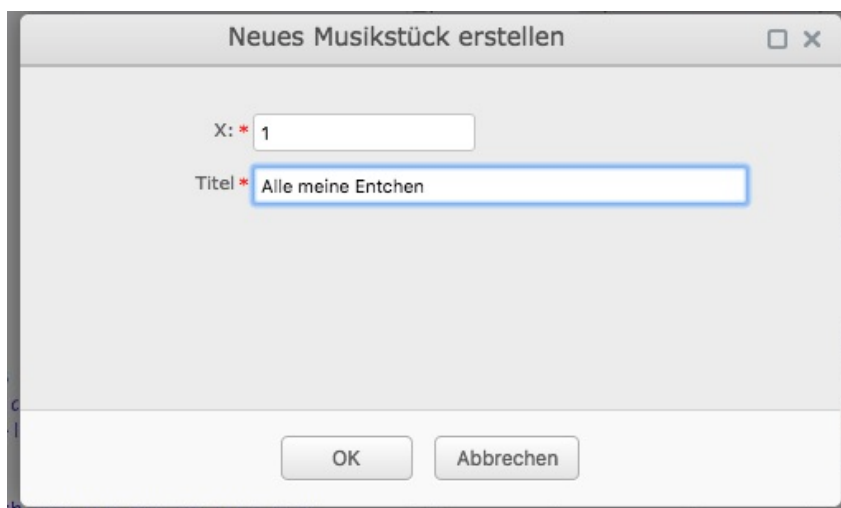 Neues Musikstück erstellen
X: * 1
Titel * Alle meine Entchen
OK Abbrechen